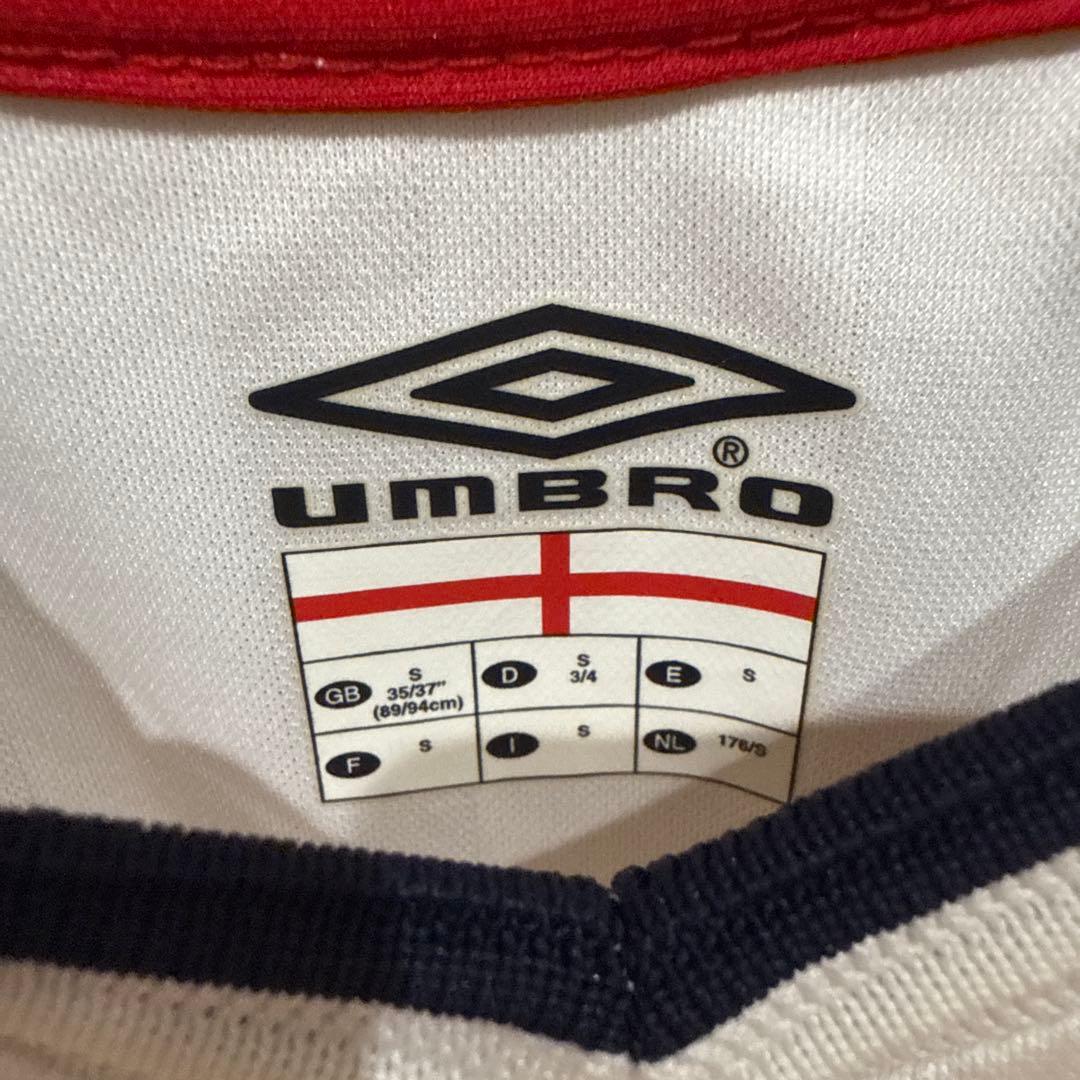 UMBRO®
GB S
35/37"
(89/94cm)
D S
3/4
E S
F S
I S
NL 176/S